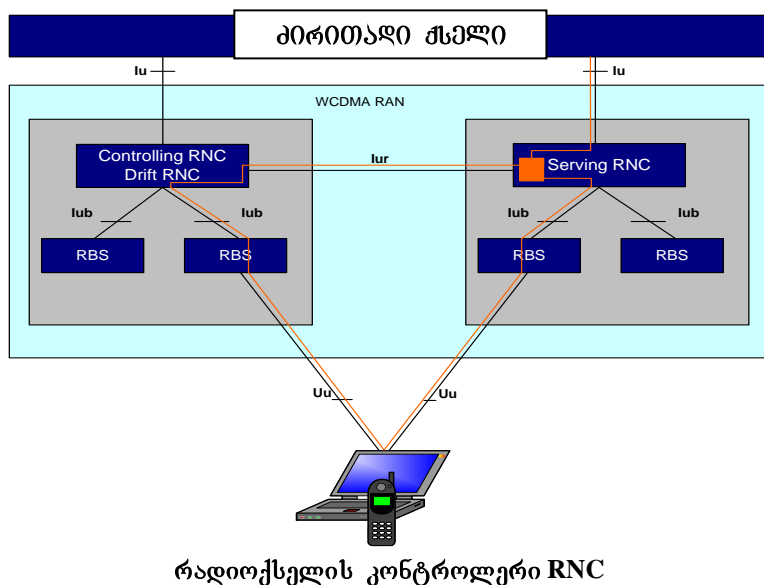 ძირითადი ქსელი
Iu
Iu
WCDMA RAN
Controlling RNC
Drift RNC
Iur
Serving RNC
Iub
Iub
Iub
Iub
RBS
RBS
RBS
RBS
Uu
Uu
რადიოქსელის კონტროლერი RNC